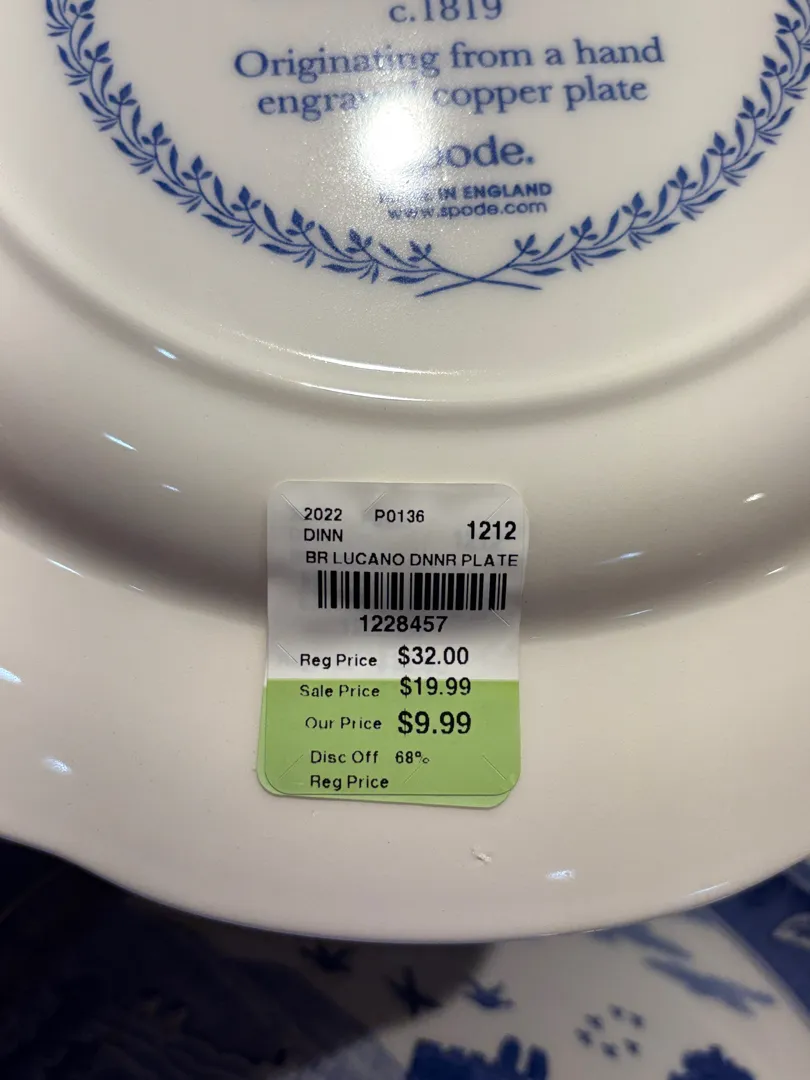 c.1819
Originating from a hand
copper plate
IN ENGLAND
www.spode.com
2022 P0136 1212
DINN
BR LUCANO DNNR PLATE
1228457
Reg Price $32.00
Sale Price $19.99
Our Price $9.99
Disc Off 68%
Reg Price